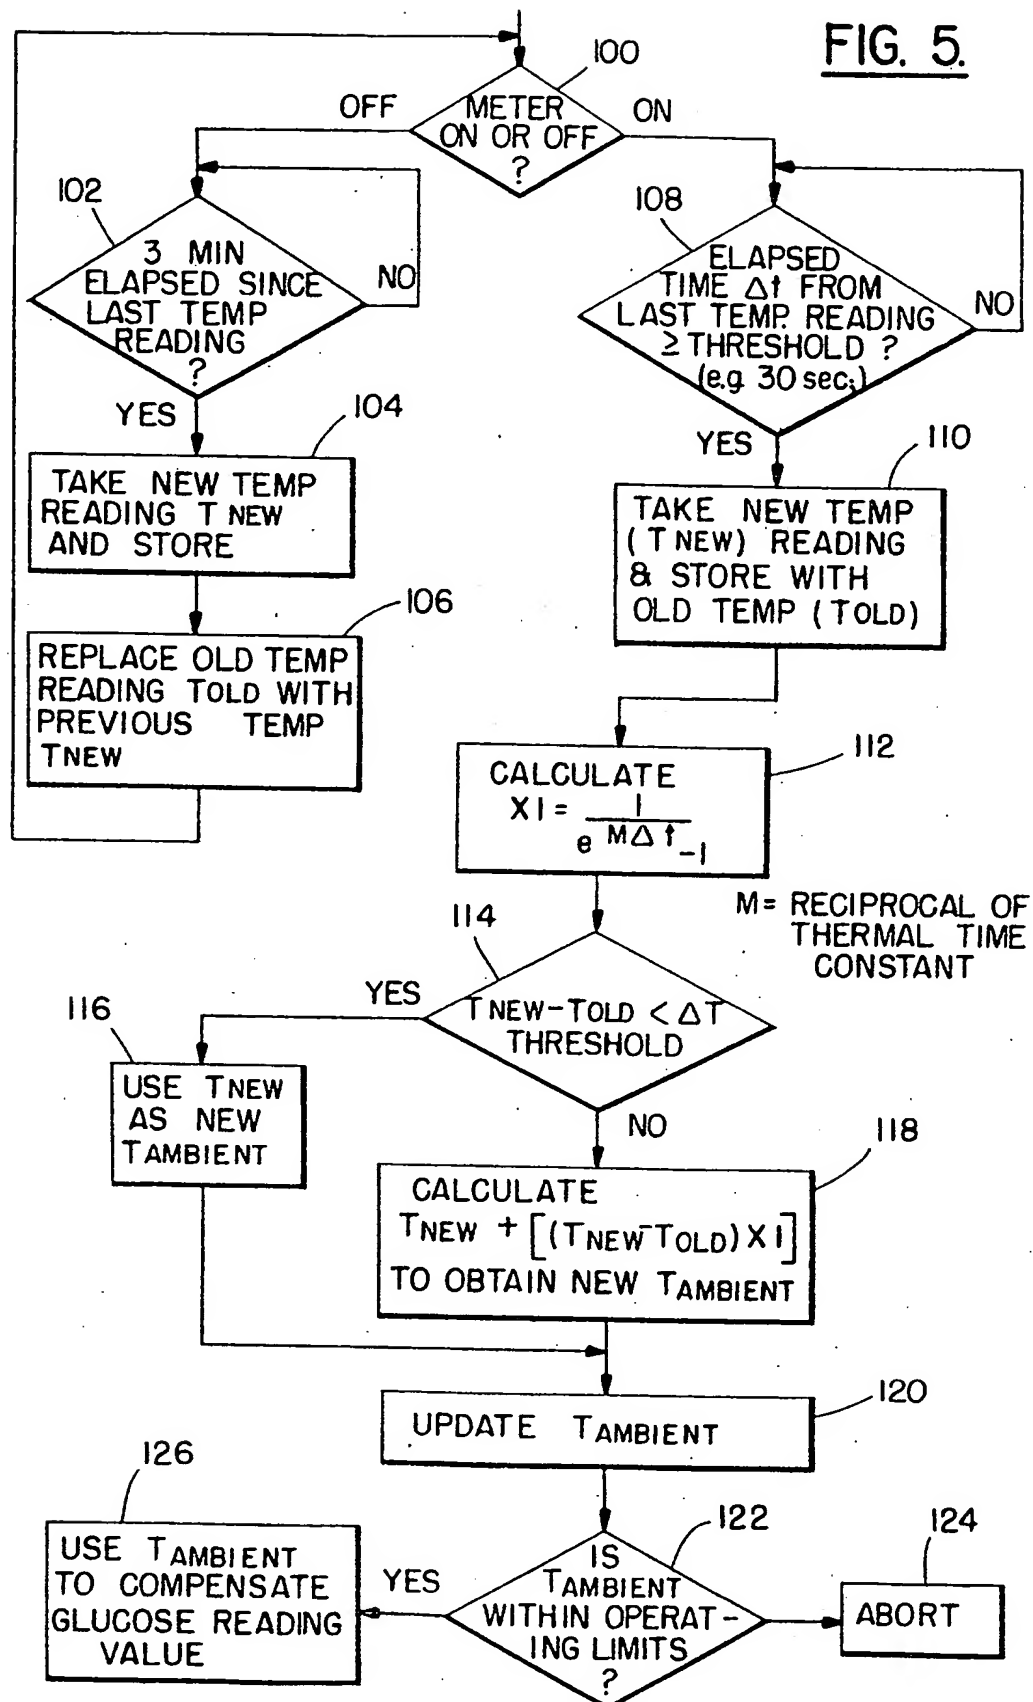 FIG. 5.
100
METER
ON OR OFF
?
OFF
ON
102
3 MIN
ELAPSED SINCE
LAST TEMP
READING
?
NO
YES
104
TAKE NEW TEMP
READING TNEW
AND STORE
106
REPLACE OLD TEMP
READING TOLD WITH
PREVIOUS TEMP
TNEW
108
ELAPSED
TIME Δt FROM
LAST TEMP. READING
≥ THRESHOLD ?
(e.g 30 sec.)
NO
YES
110
TAKE NEW TEMP
(TNEW) READING
& STORE WITH
OLD TEMP (TOLD)
112
CALCULATE
X1 = 1
e MΔt -1
M = RECIPROCAL OF
THERMAL TIME
CONSTANT
114
TNEW-TOLD < ΔT
THRESHOLD
YES
NO
116
USE TNEW
AS NEW
TAMBIENT
118
CALCULATE
TNEW + [(TNEW-TOLD) X1]
TO OBTAIN NEW TAMBIENT
120
UPDATE TAMBIENT
122
IS
TAMBIENT
WITHIN OPERAT-
ING LIMITS
?
YES
124
ABORT
126
USE TAMBIENT
TO COMPENSATE
GLUCOSE READING
VALUE